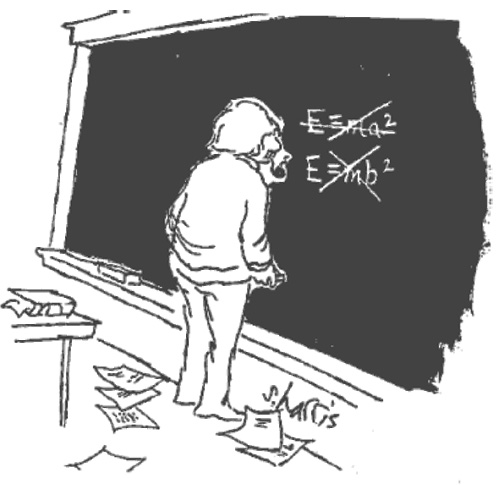 E=ma²
E=mb²
S. Harris